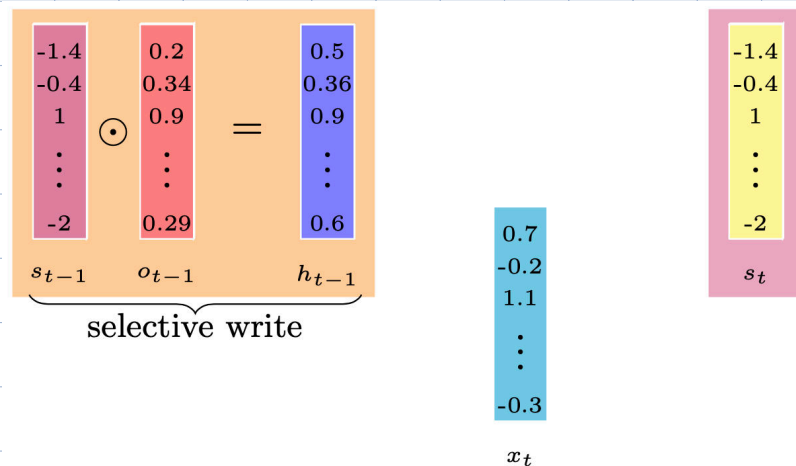 -1.4 0.2 0.5 -1.4
-0.4 0.34 0.36 -0.4
1 ⊙ 0.9 = 0.9 1
⋮ ⋮ ⋮ ⋮
-2 0.29 0.6 -2
s_{t−1} o_{t−1} h_{t−1} s_t
selective write
0.7
-0.2
1.1
⋮
-0.3
x_t